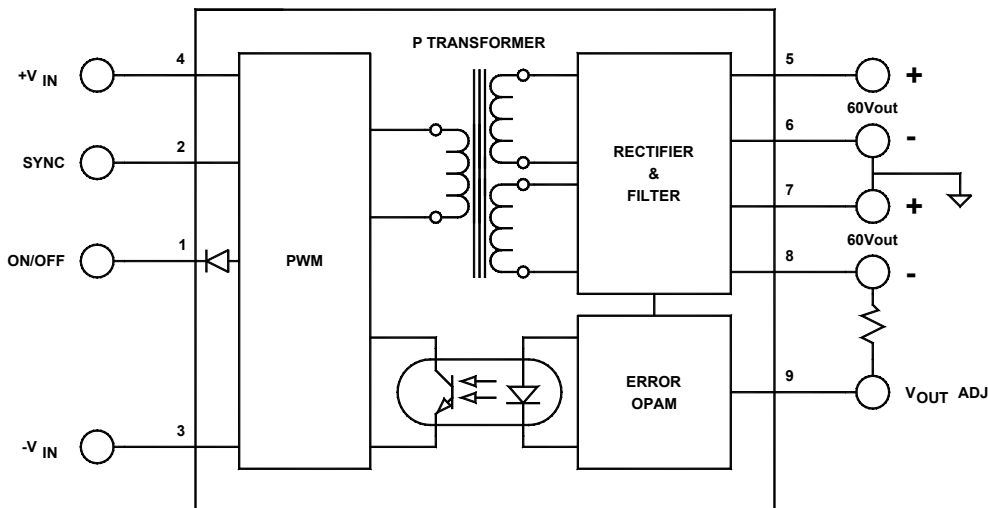 P TRANSFORMER
+V IN
4
SYNC
2
ON/OFF
1
-V IN
3
PWM
RECTIFIER
&
FILTER
ERROR
OPAM
5
+
60Vout
6
-
7
+
60Vout
8
-
9
VOUT ADJ